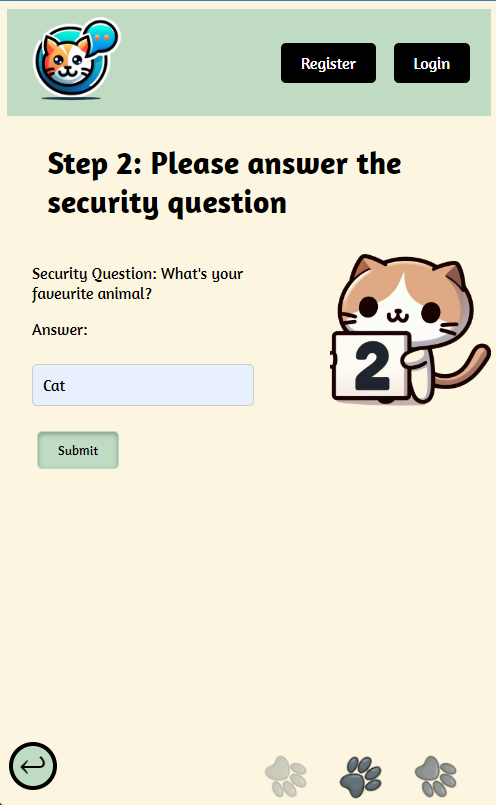 Register
Login
Step 2: Please answer the
security question
Security Question: What's your
faveurite animal?
Answer:
Cat
Submit
2